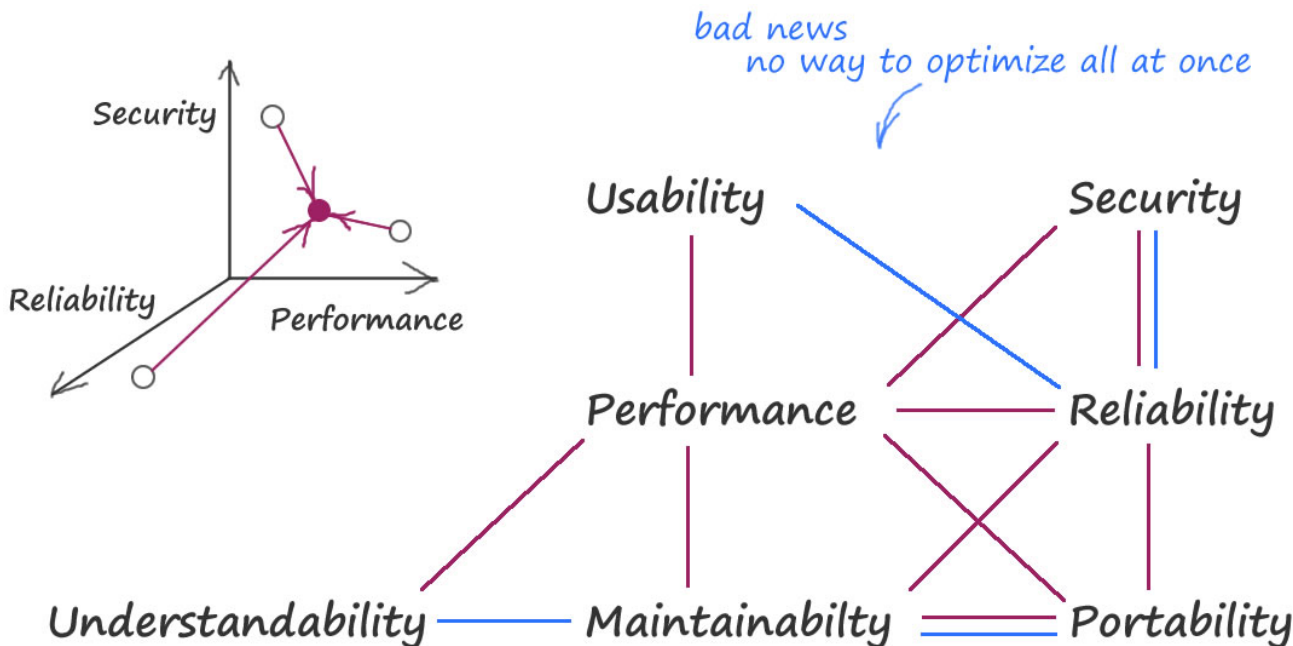 bad news
no way to optimize all at once
Security
Reliability
Performance
Usability
Security
Performance
Reliability
Understandability
Maintainabilty
Portability